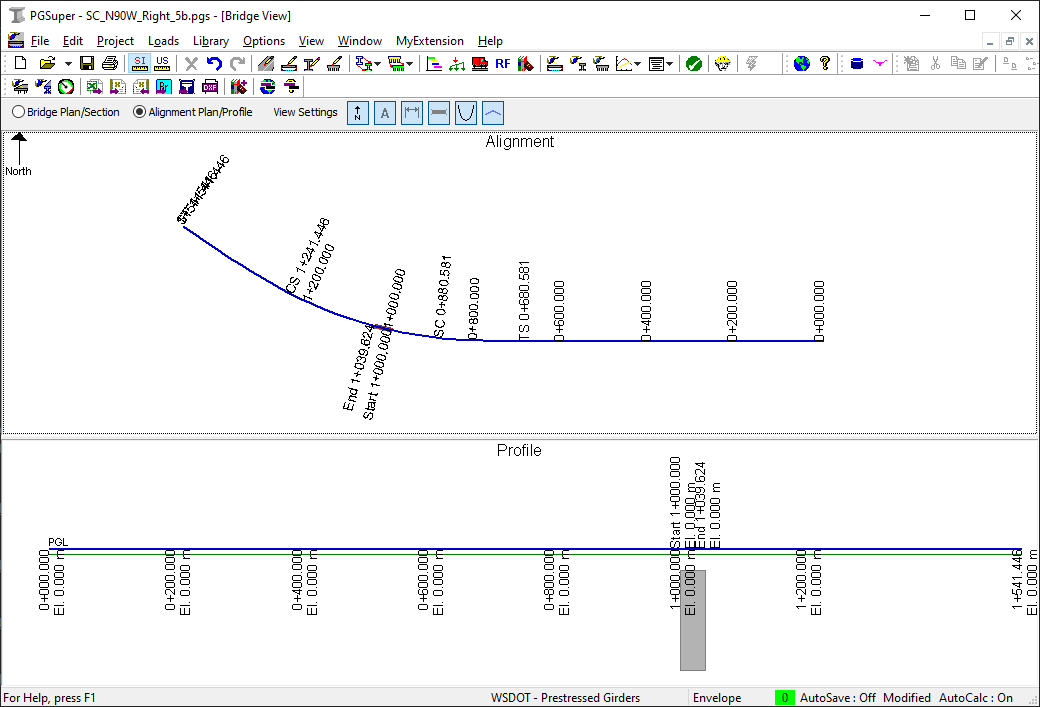 PGSuper - SC_N90W_Right_5b.pgs - [Bridge View]
File Edit Project Loads Library Options View Window MyExtension Help
SI US RF ?
Br DXF
Bridge Plan/Section Alignment Plan/Profile View Settings N A
Alignment
North
CS 1+241.446
1+200.000
1+000.000
SC 0+880.581
0+800.000
TS 0+680.581
0+600.000
0+400.000
0+200.000
0+000.000
End 1+039.624
Start 1+000.000
Profile
Start 1+000.000
El. 0.000 m
End 1+039.624
El. 0.000 m
PGL
0+000.000
El. 0.000 m
0+200.000
El. 0.000 m
0+400.000
El. 0.000 m
0+600.000
El. 0.000 m
0+800.000
El. 0.000 m
1+000.000
El. 0.000 m
1+200.000
El. 0.000 m
1+541.446
El. 0.000 m
For Help, press F1 WSDOT - Prestressed Girders Envelope 0 AutoSave : Off Modified AutoCalc : On